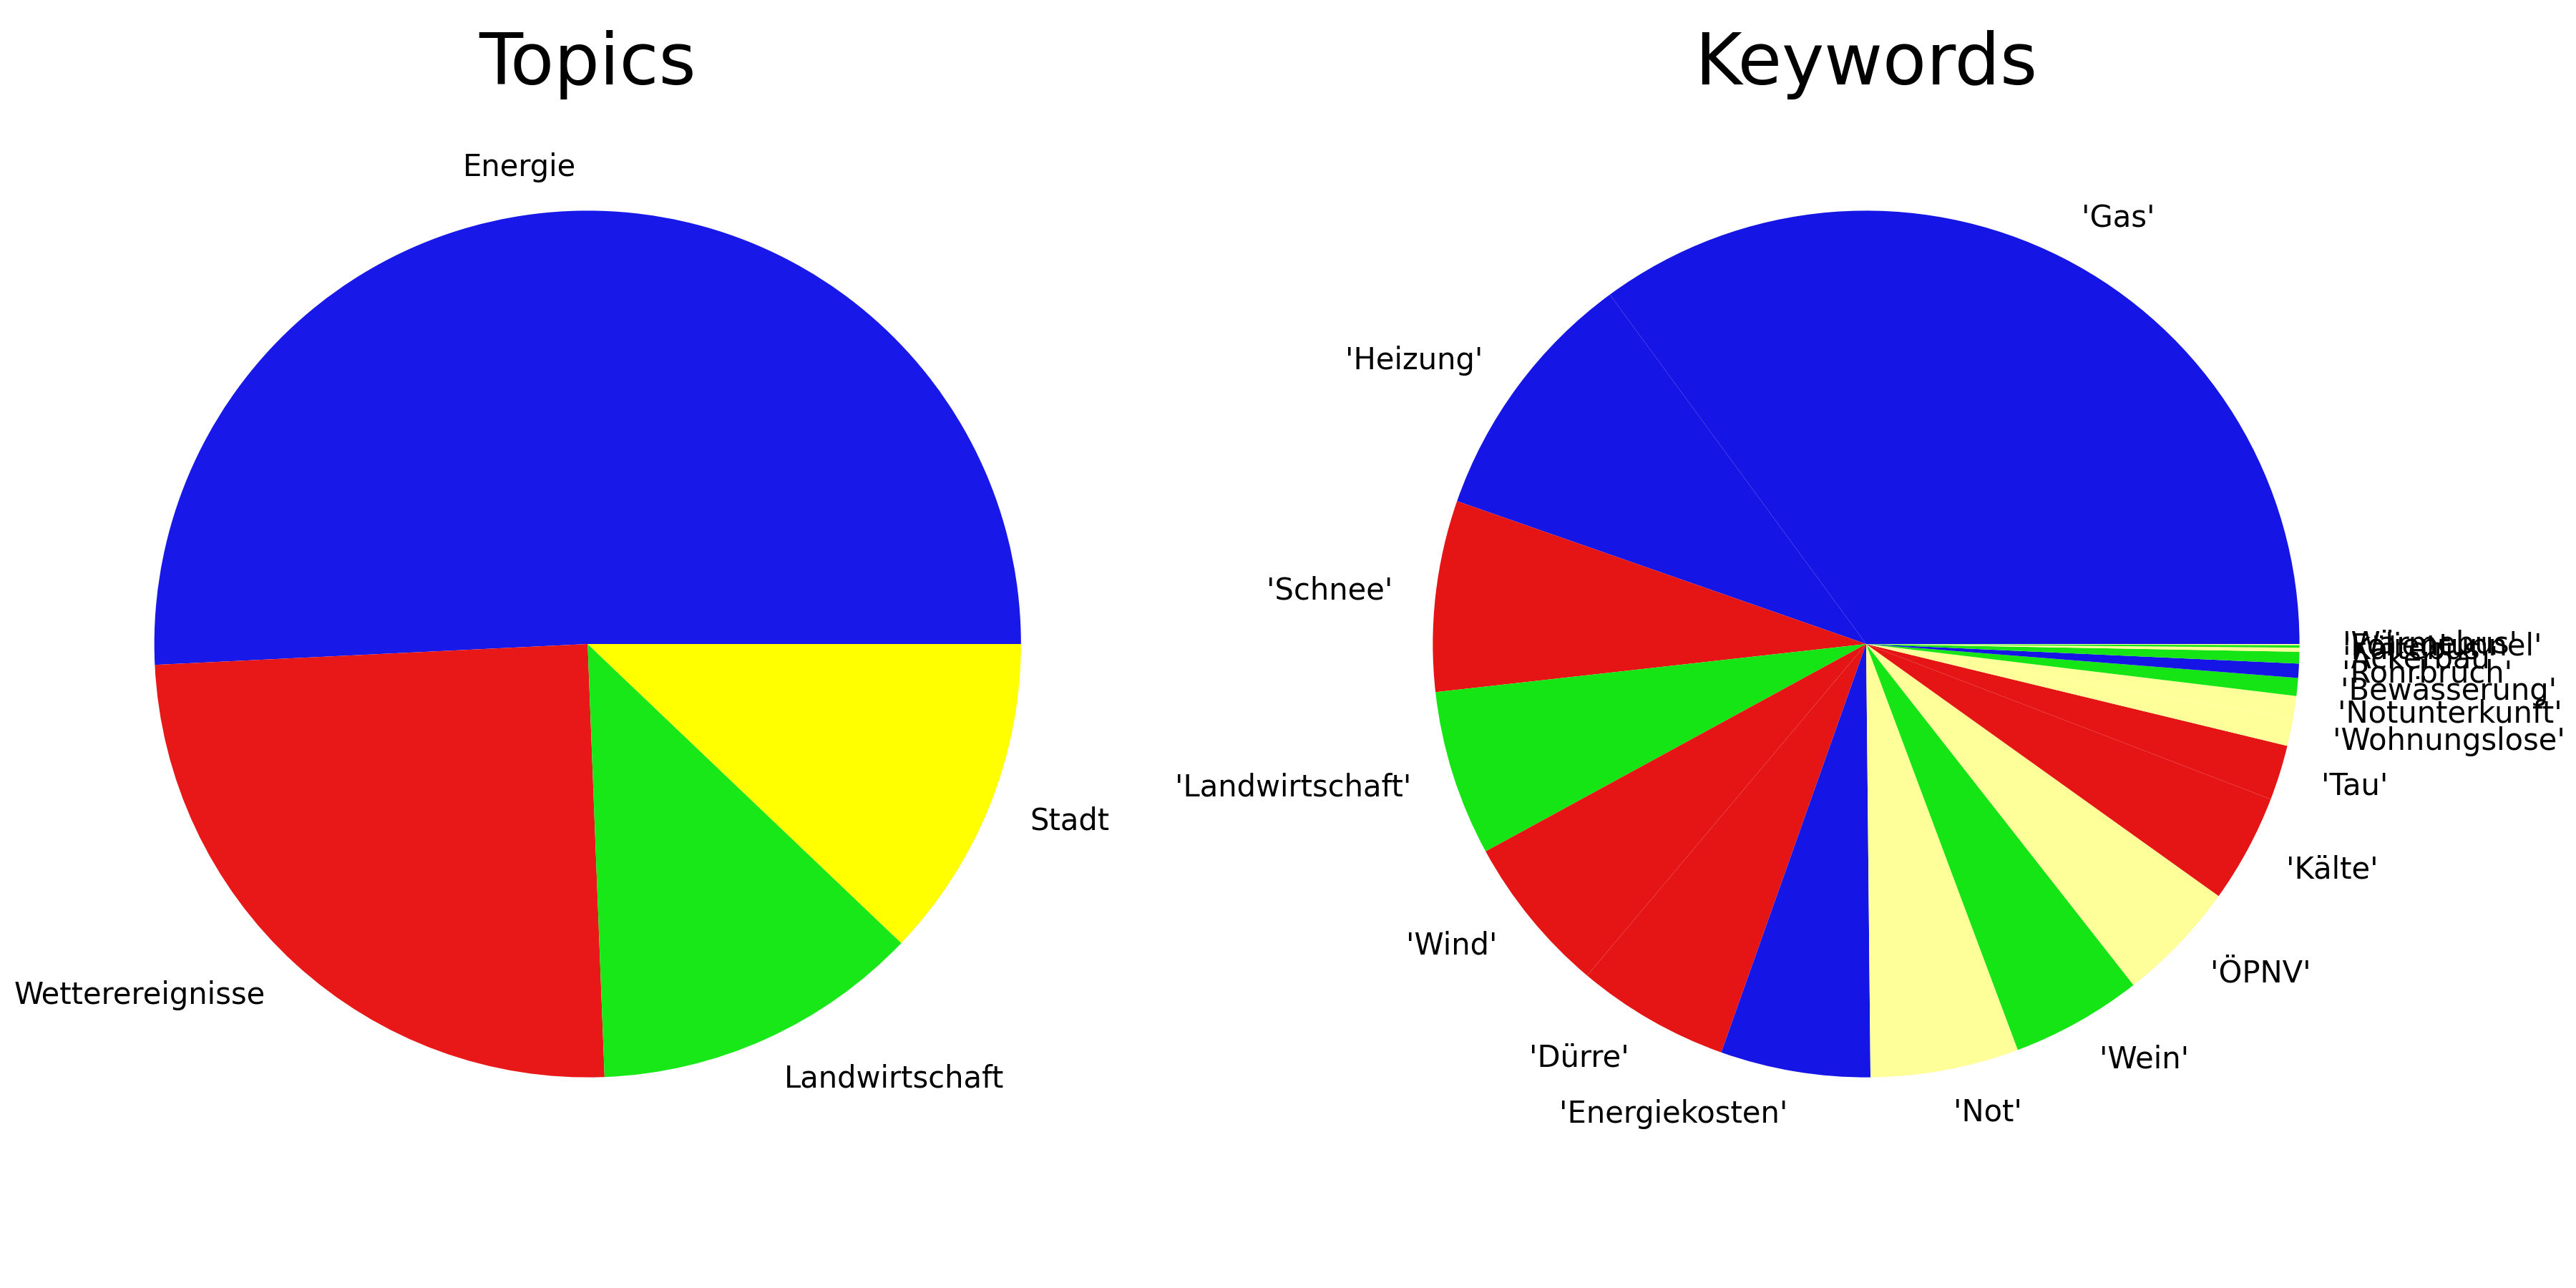 Topics
Energie
Wetterereignisse
Landwirtschaft
Stadt
Keywords
'Gas'
'Heizung'
'Schnee'
'Landwirtschaft'
'Wind'
'Dürre'
'Energiekosten'
'Not'
'Wein'
'ÖPNV'
'Kälte'
'Tau'
'Wohnungslose'
'Notunterkunft'
'Bewässerung'
'Rohrbruch'
'Ackerbau'